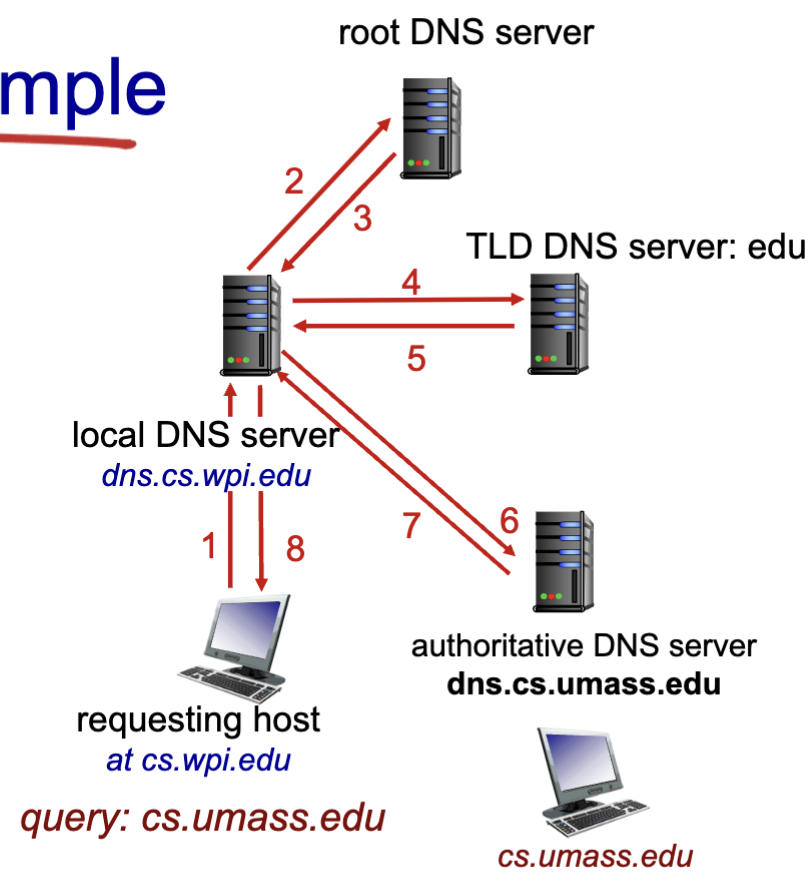 root DNS server
mple
2
3
TLD DNS server: edu
4
5
local DNS server
dns.cs.wpi.edu
1
8
7
6
authoritative DNS server
dns.cs.umass.edu
requesting host
at cs.wpi.edu
query: cs.umass.edu
cs.umass.edu